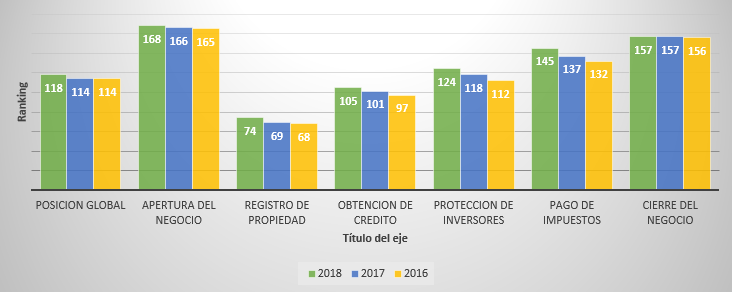 Ranking
118 114 114
168 166 165
74 69 68
105 101 97
124 118 112
145 137 132
157 157 156
POSICION GLOBAL
APERTURA DEL
NEGOCIO
REGISTRO DE
PROPIEDAD
OBTENCION DE
CREDITO
PROTECCION DE
INVERSORES
PAGO DE
IMPUESTOS
CIERRE DEL
NEGOCIO
Título del eje
2018 2017 2016